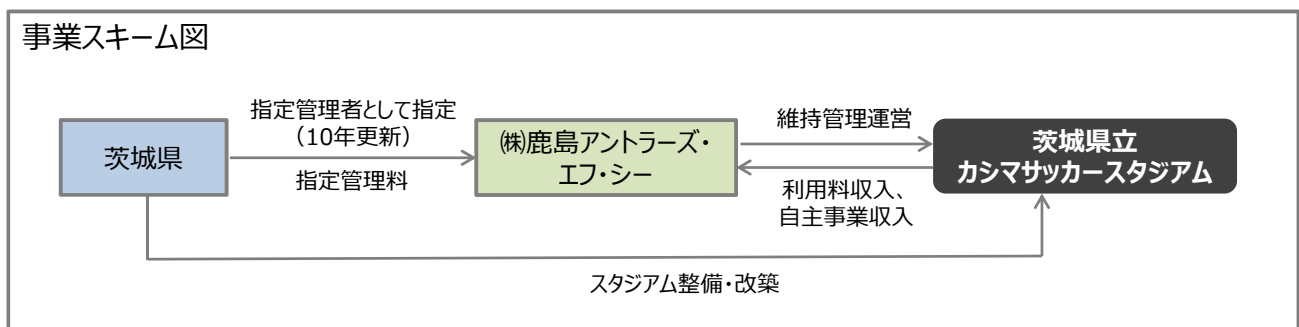 事業スキーム図
指定管理者として指定
（10年更新）
茨城県
指定管理料
㈱鹿島アントラーズ・
エフ・シー
維持管理運営
利用料収入、
自主事業収入
茨城県立
カシマサッカースタジアム
スタジアム整備・改築